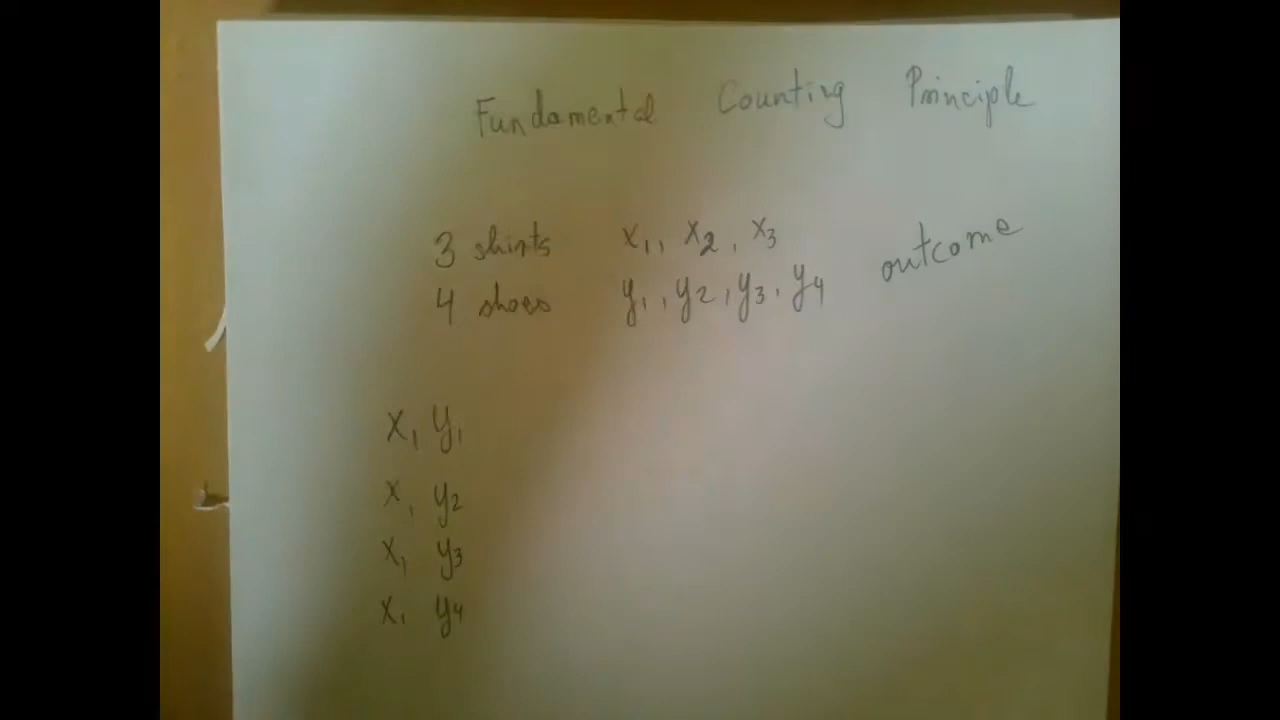 Fundamental Counting Principle
3 shirts x1, x2, x3
4 shoes y1, y2, y3, y4 outcome
x1 y1
x1 y2
x1 y3
x1 y4